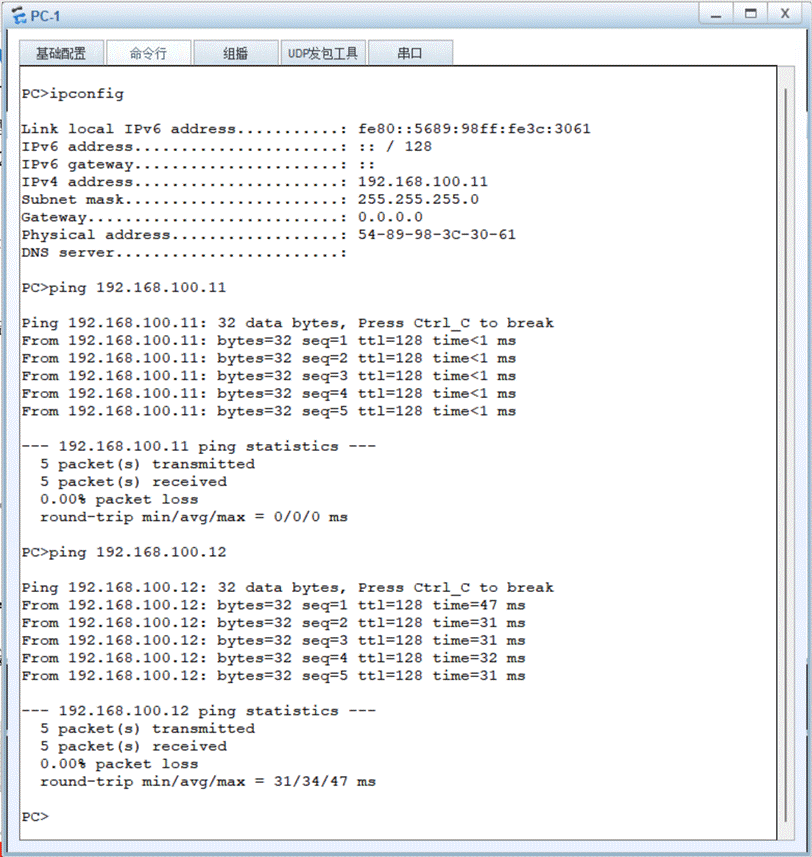 PC-1
基础配置 命令行 组播 UDP发包工具 串口
PC>ipconfig
Link local IPv6 address...........: fe80::5689:98ff:fe3c:3061
IPv6 address......................: :: / 128
IPv6 gateway......................: ::
IPv4 address......................: 192.168.100.11
Subnet mask.......................: 255.255.255.0
Gateway...........................: 0.0.0.0
Physical address..................: 54-89-98-3C-30-61
DNS server........................:
PC>ping 192.168.100.11
Ping 192.168.100.11: 32 data bytes, Press Ctrl_C to break
From 192.168.100.11: bytes=32 seq=1 ttl=128 time<1 ms
From 192.168.100.11: bytes=32 seq=2 ttl=128 time<1 ms
From 192.168.100.11: bytes=32 seq=3 ttl=128 time<1 ms
From 192.168.100.11: bytes=32 seq=4 ttl=128 time<1 ms
From 192.168.100.11: bytes=32 seq=5 ttl=128 time<1 ms
--- 192.168.100.11 ping statistics ---
5 packet(s) transmitted
5 packet(s) received
0.00% packet loss
round-trip min/avg/max = 0/0/0 ms
PC>ping 192.168.100.12
Ping 192.168.100.12: 32 data bytes, Press Ctrl_C to break
From 192.168.100.12: bytes=32 seq=1 ttl=128 time=47 ms
From 192.168.100.12: bytes=32 seq=2 ttl=128 time=31 ms
From 192.168.100.12: bytes=32 seq=3 ttl=128 time=31 ms
From 192.168.100.12: bytes=32 seq=4 ttl=128 time=32 ms
From 192.168.100.12: bytes=32 seq=5 ttl=128 time=31 ms
--- 192.168.100.12 ping statistics ---
5 packet(s) transmitted
5 packet(s) received
0.00% packet loss
round-trip min/avg/max = 31/34/47 ms
PC>